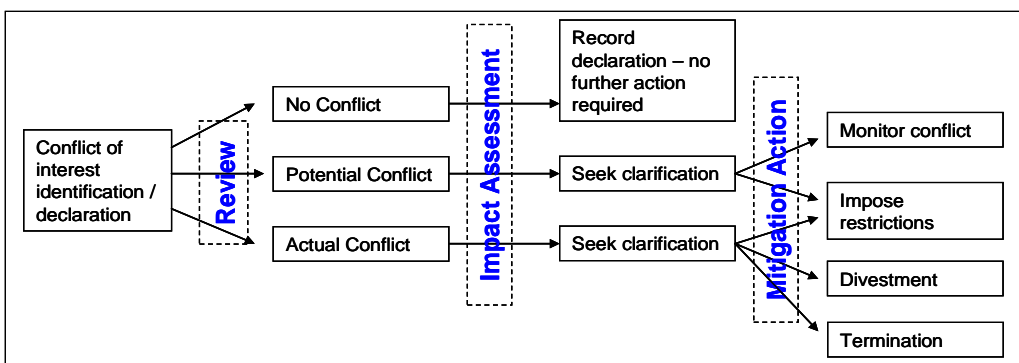 Conflict of
interest
identification /
declaration
Review
No Conflict
Potential Conflict
Actual Conflict
Impact Assessment
Record
declaration – no
further action
required
Seek clarification
Seek clarification
Mitigation Action
Monitor conflict
Impose
restrictions
Divestment
Termination